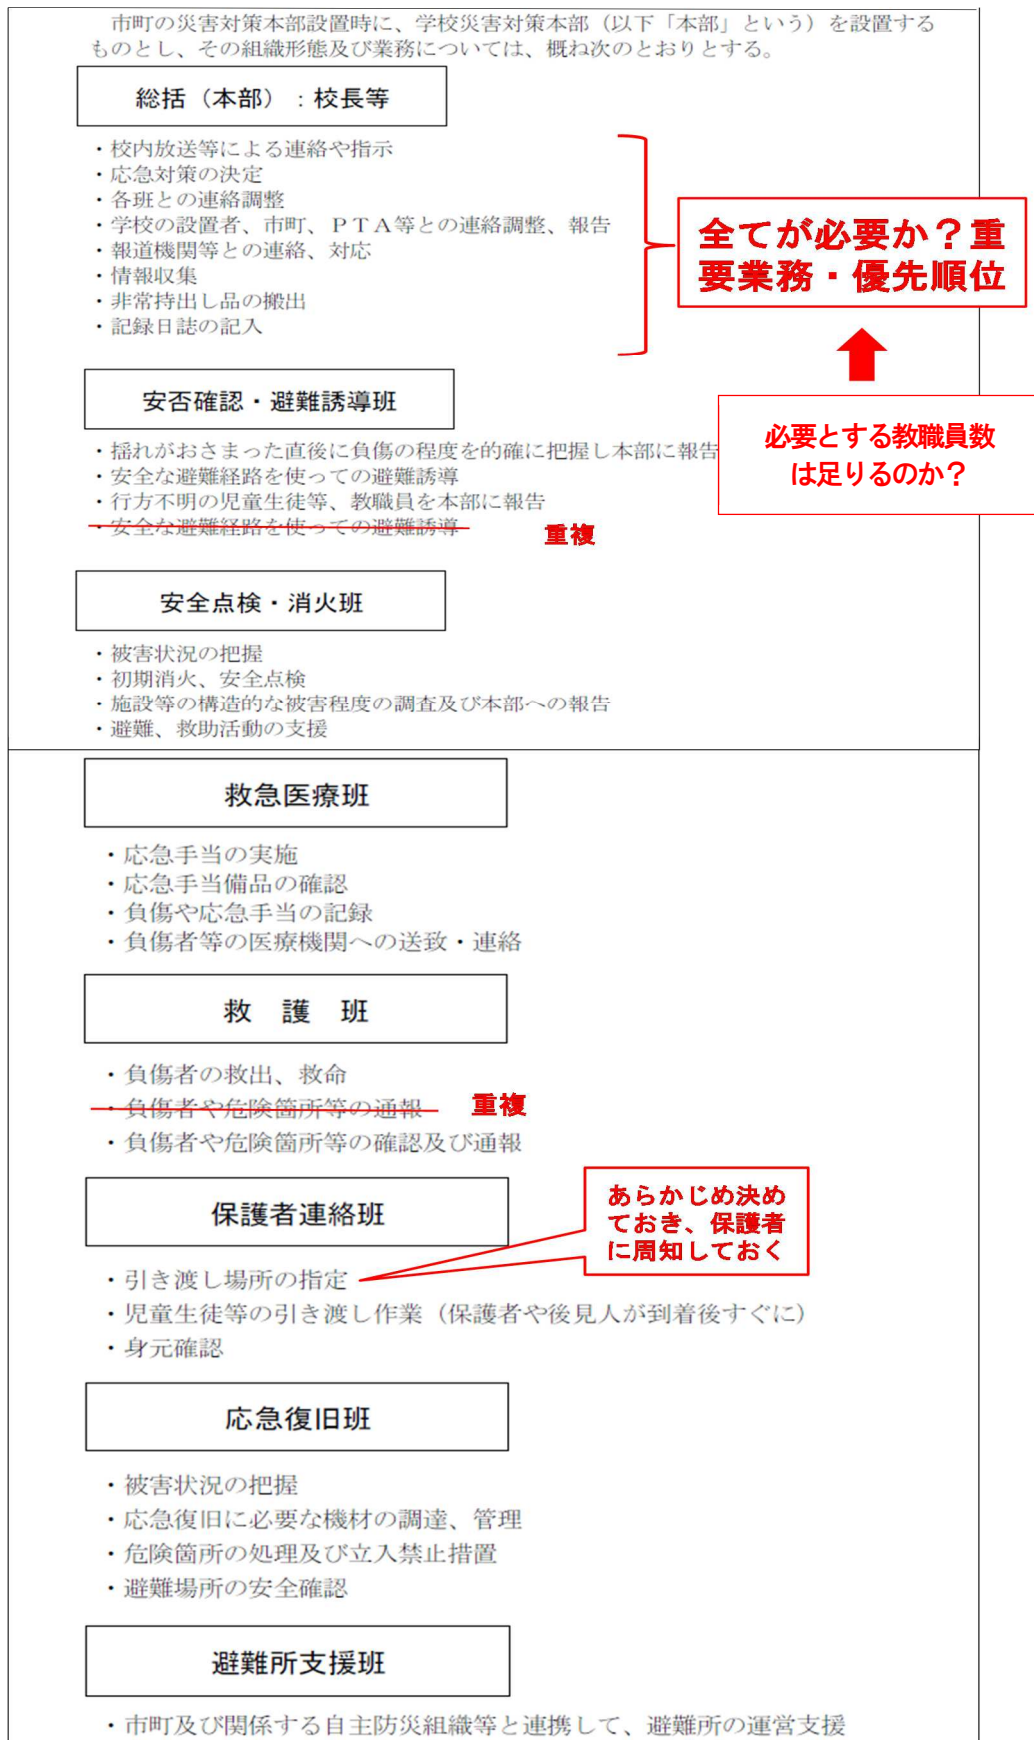 市町の災害対策本部設置時に、学校災害対策本部（以下「本部」という）を設置する
ものとし、その組織形態及び業務については、概ね次のとおりとする。
総括（本部）：校長等
・校内放送等による連絡や指示
・応急対策の決定
・各班との連絡調整
・学校の設置者、市町、ＰＴＡ等との連絡調整、報告
・報道機関等との連絡、対応
・情報収集
・非常持出し品の搬出
・記録日誌の記入
全てが必要か？重
要業務・優先順位
必要とする教職員数
は足りるのか？
安否確認・避難誘導班
・揺れがおさまった直後に負傷の程度を的確に把握し本部に報告
・安全な避難経路を使っての避難誘導
・行方不明の児童生徒等、教職員を本部に報告
・安全な避難経路を使っての避難誘導
重複
安全点検・消火班
・被害状況の把握
・初期消火、安全点検
・施設等の構造的な被害程度の調査及び本部への報告
・避難、救助活動の支援
救急医療班
・応急手当の実施
・応急手当備品の確認
・負傷や応急手当の記録
・負傷者等の医療機関への送致・連絡
救　護　班
・負傷者の救出、救命
・負傷者や危険箇所等の通報
重複
・負傷者や危険箇所等の確認及び通報
保護者連絡班
あらかじめ決め
ておき、保護者
に周知しておく
・引き渡し場所の指定
・児童生徒等の引き渡し作業（保護者や後見人が到着後すぐに）
・身元確認
応急復旧班
・被害状況の把握
・応急復旧に必要な機材の調達、管理
・危険箇所の処理及び立入禁止措置
・避難場所の安全確認
避難所支援班
・市町及び関係する自主防災組織等と連携して、避難所の運営支援